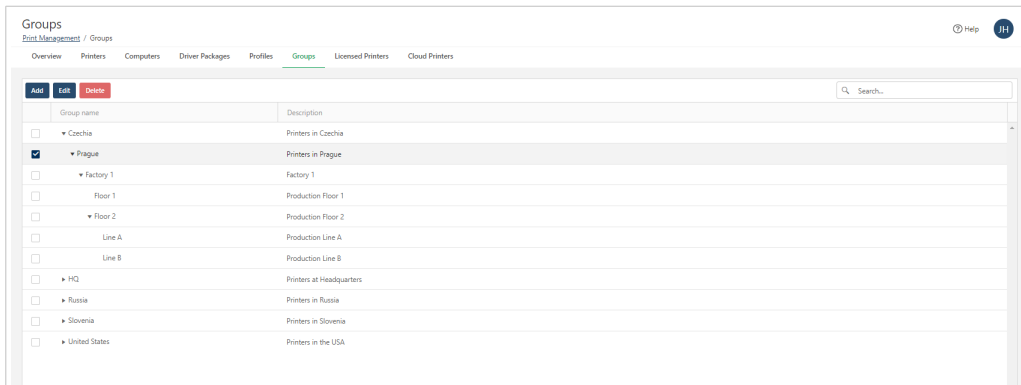 Groups
Print Management / Groups
Help
JH
Overview Printers Computers Driver Packages Profiles Groups Licensed Printers Cloud Printers
Add Edit Delete
Search...
Group name Description
Czechia Printers in Czechia
Prague Printers in Prague
Factory 1 Factory 1
Floor 1 Production Floor 1
Floor 2 Production Floor 2
Line A Production Line A
Line B Production Line B
HQ Printers at Headquarters
Russia Printers in Russia
Slovenia Printers in Slovenia
United States Printers in the USA